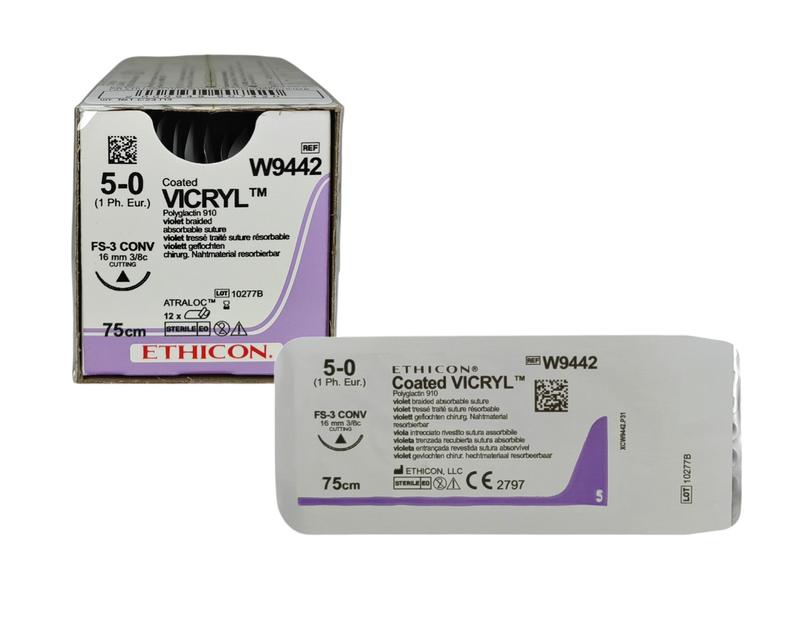 REF
W9442
5-0
(1 Ph. Eur.)
Coated
VICRYL™
Polyglactin 910
violet braided
absorbable suture
violet tressé traité suture résorbable
violett geflochten
chirurg. Nahtmaterial resorbierbar
FS-3 CONV
16 mm 3/8c
CUTTING
LOT 10277B
ATRALOC™
12 x
75cm
STERILE EO
ETHICON.
5-0
(1 Ph. Eur.)
ETHICON®
Coated VICRYL™
REF W9442
Polyglactin 910
violet braided absorbable suture
violet tressé traité suture résorbable
violett geflochten chirurg. Nahtmaterial
resorbierbar
viola intrecciato rivestito sutura assorbibile
violeta trenzada recubierta sutura absorbible
violeta entrançada revestida sutura absorvível
violet gevlochten chirur. hechtmateriaal resorbeerbaar
FS-3 CONV
16 mm 3/8c
CUTTING
ETHICON, LLC
75cm
STERILE EO
CE 2797
5
XCW9442.P31
LOT 10277B